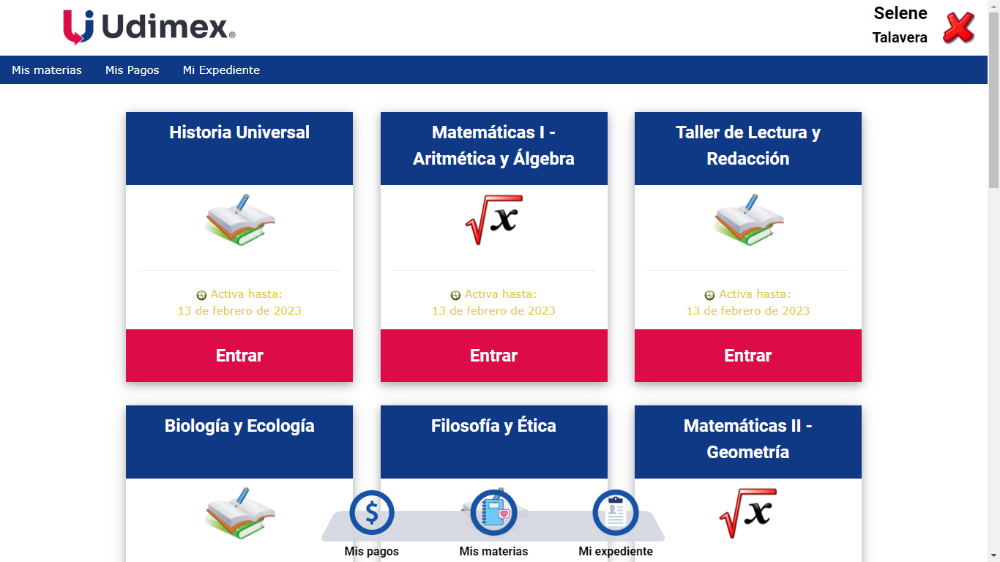 Udimex®
Selene
Talavera
Mis materias
Mis Pagos
Mi Expediente
Historia Universal
Activa hasta:
13 de febrero de 2023
Entrar
Matemáticas I -
Aritmética y Álgebra
x
Activa hasta:
13 de febrero de 2023
Entrar
Taller de Lectura y
Redacción
Activa hasta:
13 de febrero de 2023
Entrar
Biología y Ecología
Filosofía y Ética
Matemáticas II -
Geometría
x
$
Mis pagos
Mis materias
Mi expediente